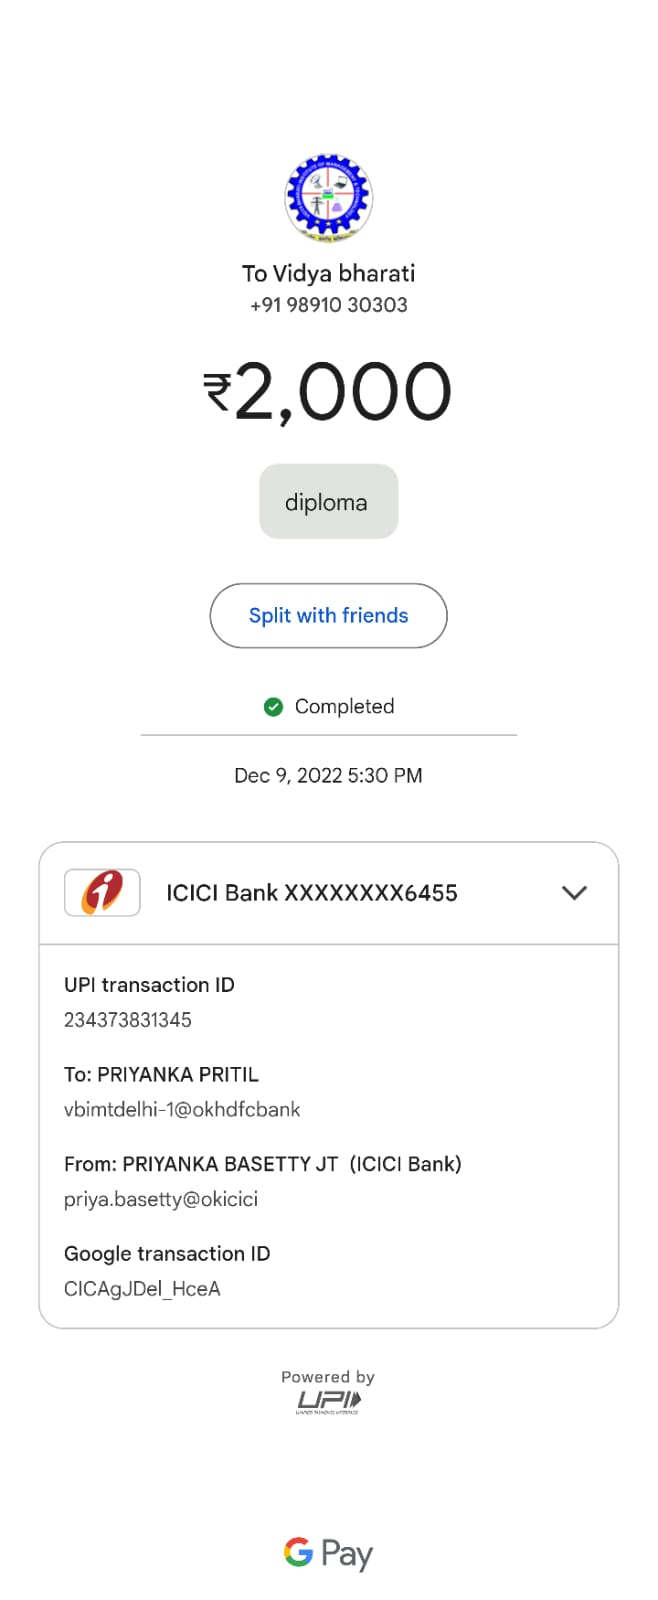 To Vidya bharati
+91 98910 30303
₹2,000
diploma
Split with friends
Completed
Dec 9, 2022 5:30 PM
ICICI Bank XXXXXXXX6455
UPI transaction ID
234373831345
To: PRIYANKA PRITIL
vbimtdelhi-1@okhdfcbank
From: PRIYANKA BASETTY JT (ICICI Bank)
priya.basetty@okicici
Google transaction ID
CICAgJDel_HceA
Powered by
UPI
G Pay